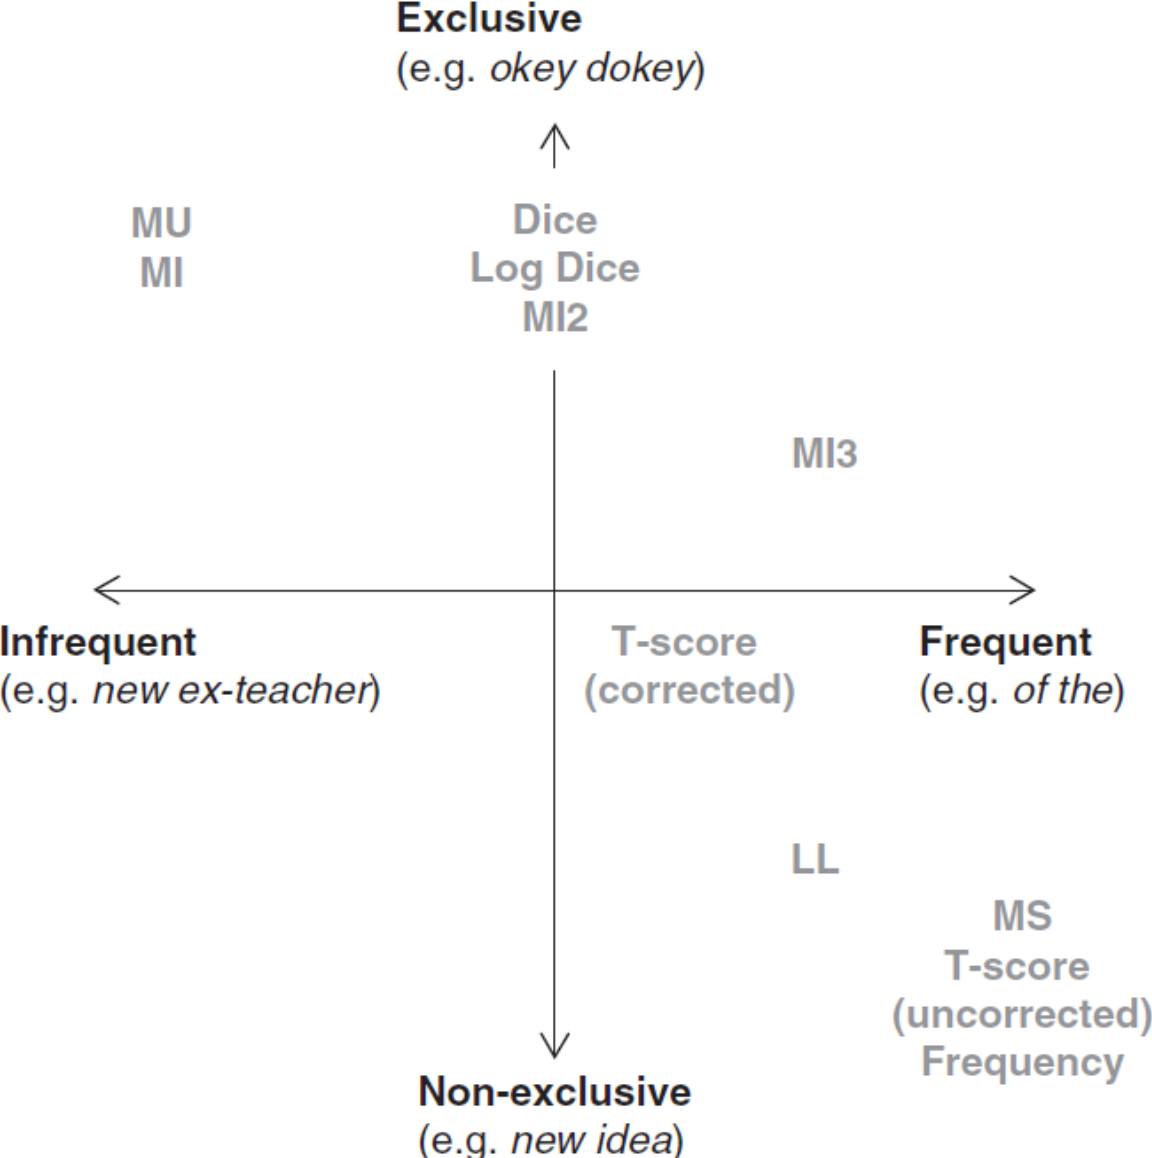 Exclusive
(e.g. okey dokey)
MU
MI
Dice
Log Dice
MI2
MI3
Infrequent
(e.g. new ex-teacher)
T-score
(corrected)
Frequent
(e.g. of the)
LL
MS
T-score
(uncorrected)
Frequency
Non-exclusive
(e.g. new idea)